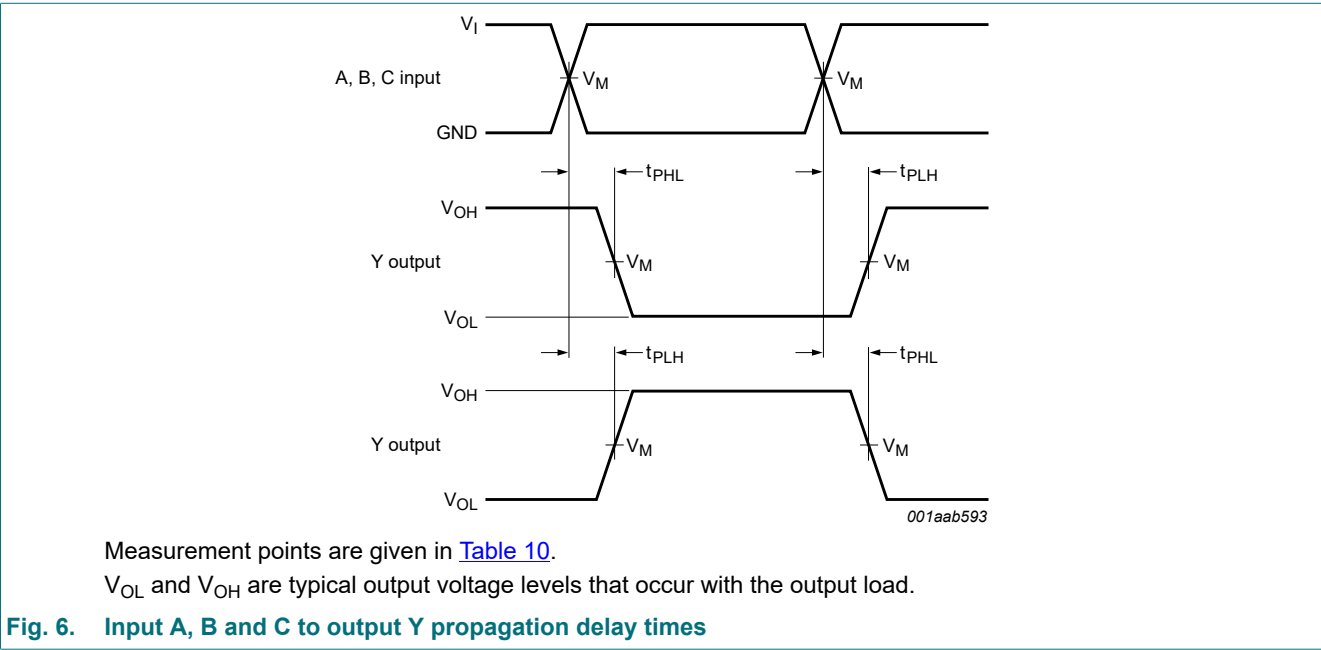 VI
A, B, C input
VM
VM
GND
tPHL
tPLH
VOH
Y output
VM
VM
VOL
tPLH
tPHL
VOH
Y output
VM
VM
VOL
001aab593
Measurement points are given in Table 10.
VOL and VOH are typical output voltage levels that occur with the output load.
Fig. 6. Input A, B and C to output Y propagation delay times